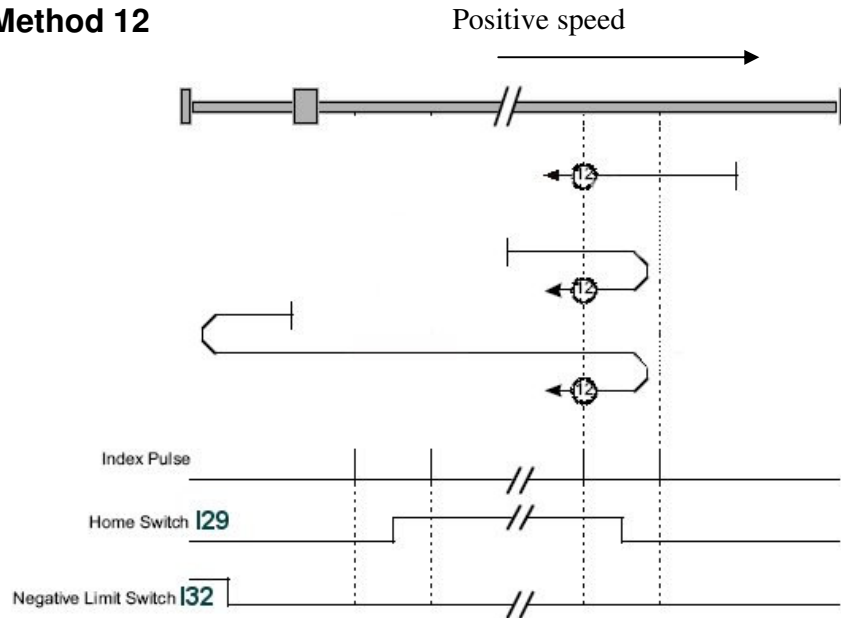 Method 12
Positive speed
12
12
12
Index Pulse
Home Switch I29
Negative Limit Switch I32